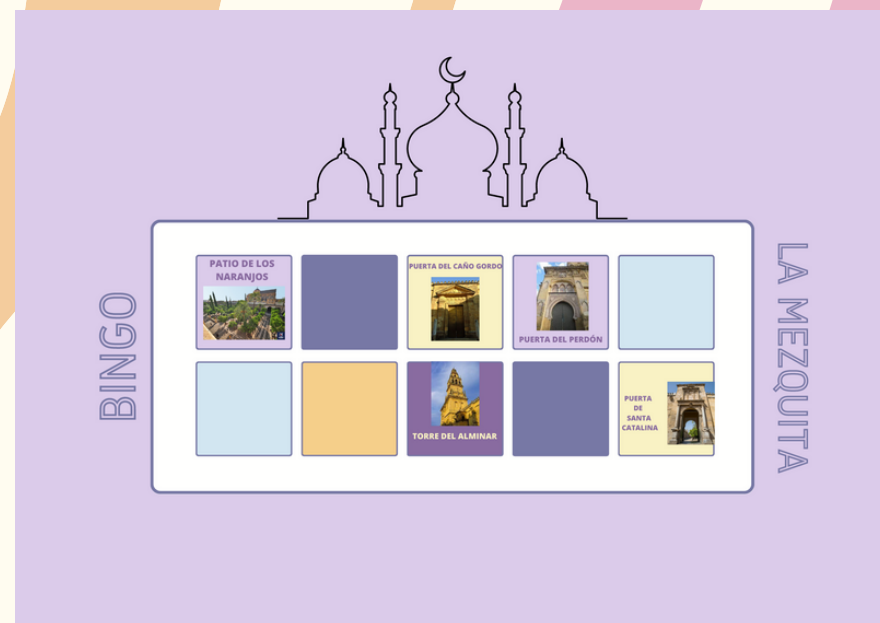 BINGO
PATIO DE LOS
NARANJOS
PUERTA DEL CAÑO GORDO
PUERTA DEL PERDÓN
TORRE DEL ALMINAR
PUERTA
DE
SANTA
CATALINA
LA MEZQUITA